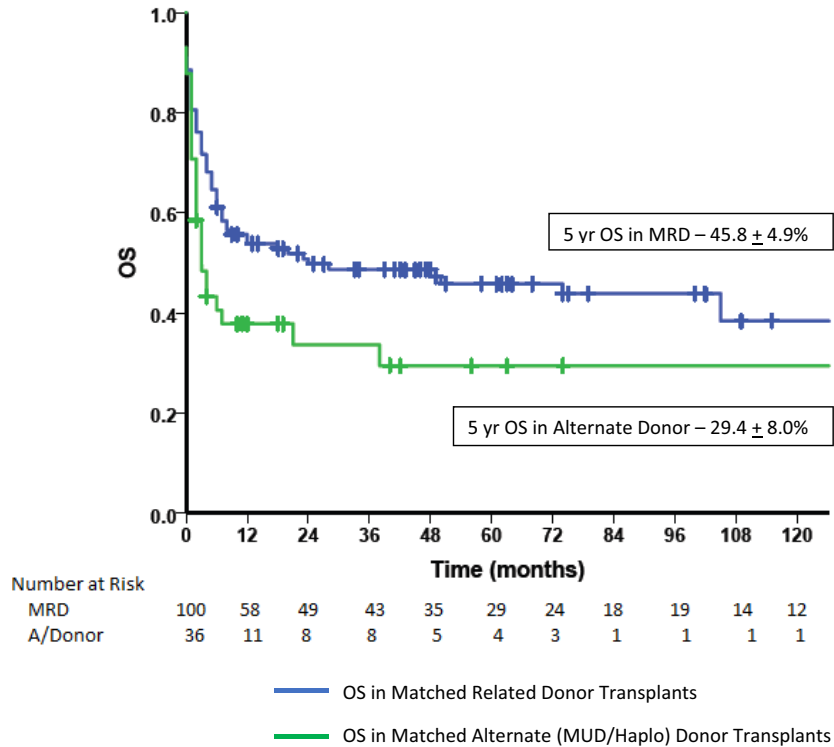 1.0
0.8
0.6
0.4
0.2
0.0
OS
5 yr OS in MRD – 45.8 ± 4.9%
5 yr OS in Alternate Donor – 29.4 ± 8.0%
0 12 24 36 48 60 72 84 96 108 120
Time (months)
Number at Risk
MRD 100 58 49 43 35 29 24 18 19 14 12
A/Donor 36 11 8 8 5 4 3 1 1 1 1
OS in Matched Related Donor Transplants
OS in Matched Alternate (MUD/Haplo) Donor Transplants